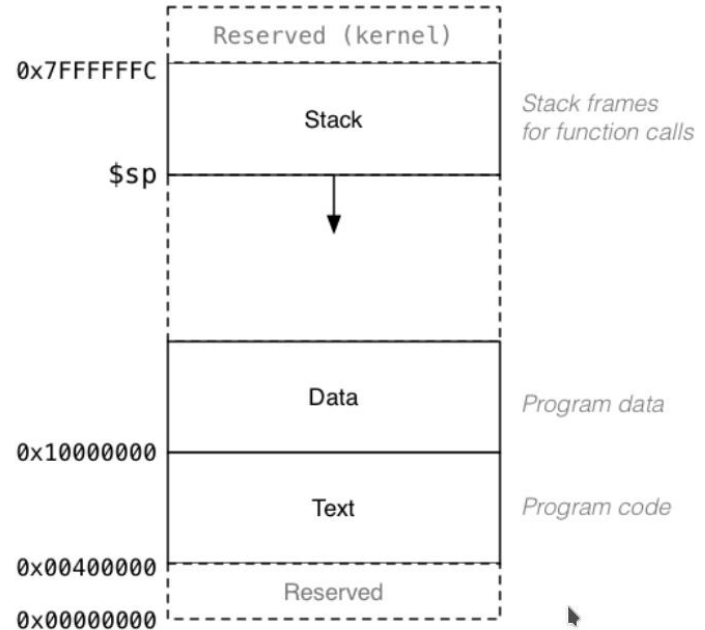 Reserved (kernel)
0x7FFFFFFC
Stack
Stack frames
for function calls
$sp
Data
Program data
0x10000000
Text
Program code
0x00400000
Reserved
0x00000000